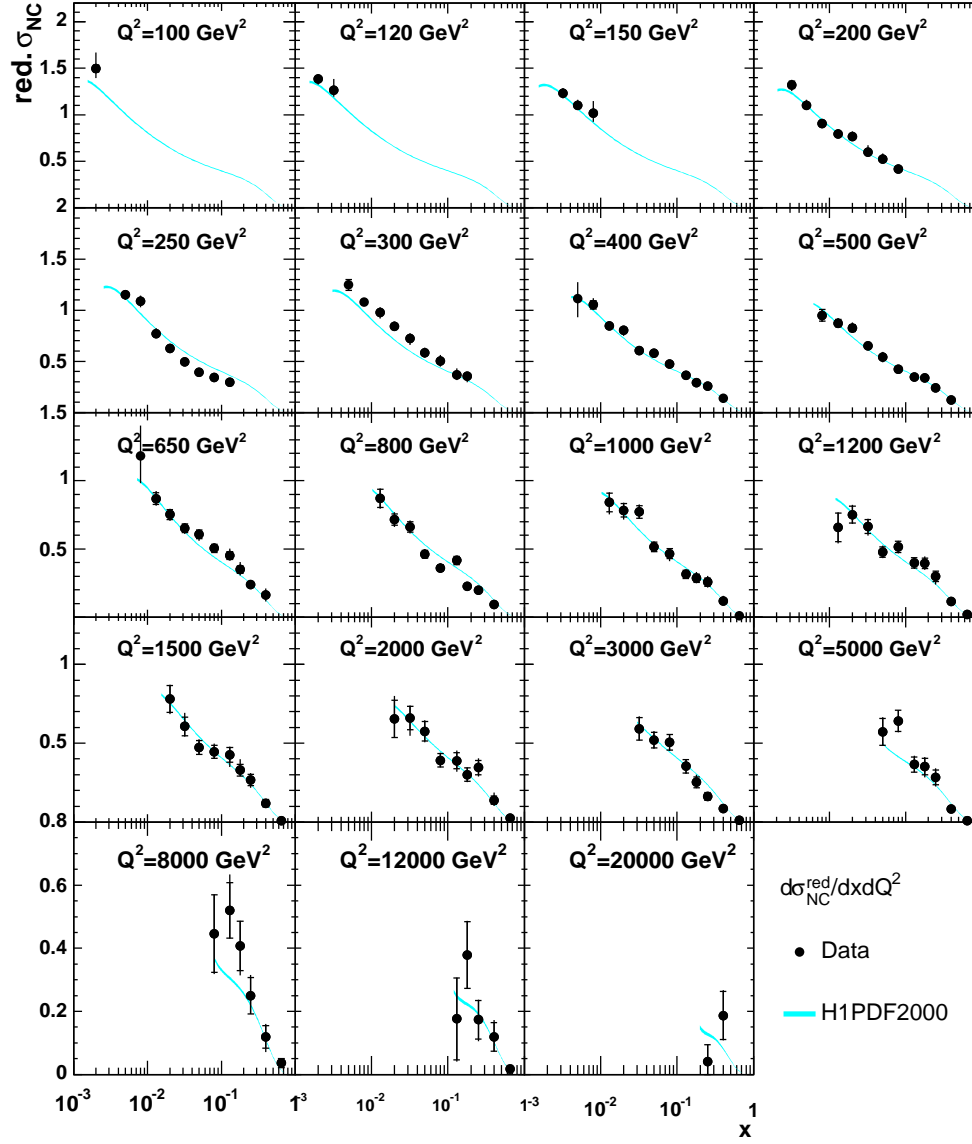 red. σNC
2
1.5
1
0.5
2
Q²=100 GeV²
Q²=120 GeV²
Q²=150 GeV²
Q²=200 GeV²
1.5
1
0.5
1.5
Q²=250 GeV²
Q²=300 GeV²
Q²=400 GeV²
Q²=500 GeV²
1
0.5
Q²=650 GeV²
Q²=800 GeV²
Q²=1000 GeV²
Q²=1200 GeV²
1
0.8
Q²=1500 GeV²
Q²=2000 GeV²
Q²=3000 GeV²
Q²=5000 GeV²
0.6
0.4
0.2
0
Q²=8000 GeV²
Q²=12000 GeV²
Q²=20000 GeV²
dσNCred/dxdQ²
Data
H1PDF2000
10-3 10-2 10-1 1-3 10-2 10-1 1-3 10-2 10-1 1
x